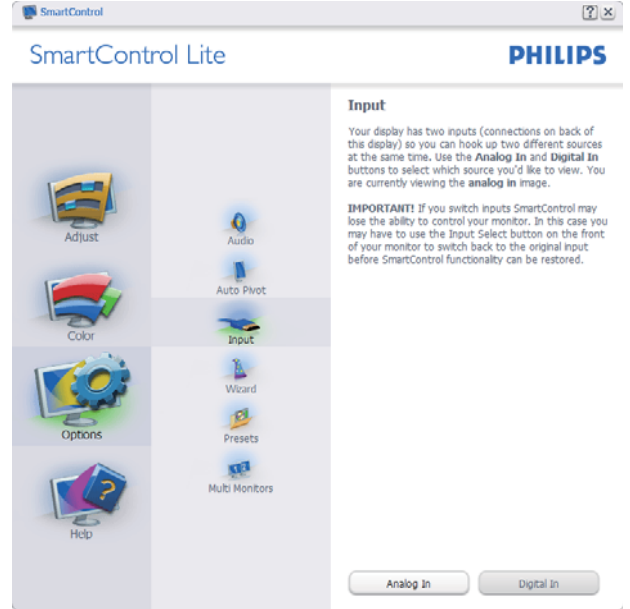 SmartControl
SmartControl Lite
PHILIPS
Adjust
Color
Options
Help
Audio
Auto Pivot
Input
Wizard
Presets
Multi Monitors
Input
Your display has two inputs (connections on back of
this display) so you can hook up two different sources
at the same time. Use the Analog In and Digital In
buttons to select which source you'd like to view. You
are currently viewing the analog in image.
IMPORTANT! If you switch inputs SmartControl may
lose the ability to control your monitor. In this case you
may have to use the Input Select button on the front
of your monitor to switch back to the original input
before SmartControl functionality can be restored.
Analog In
Digital In